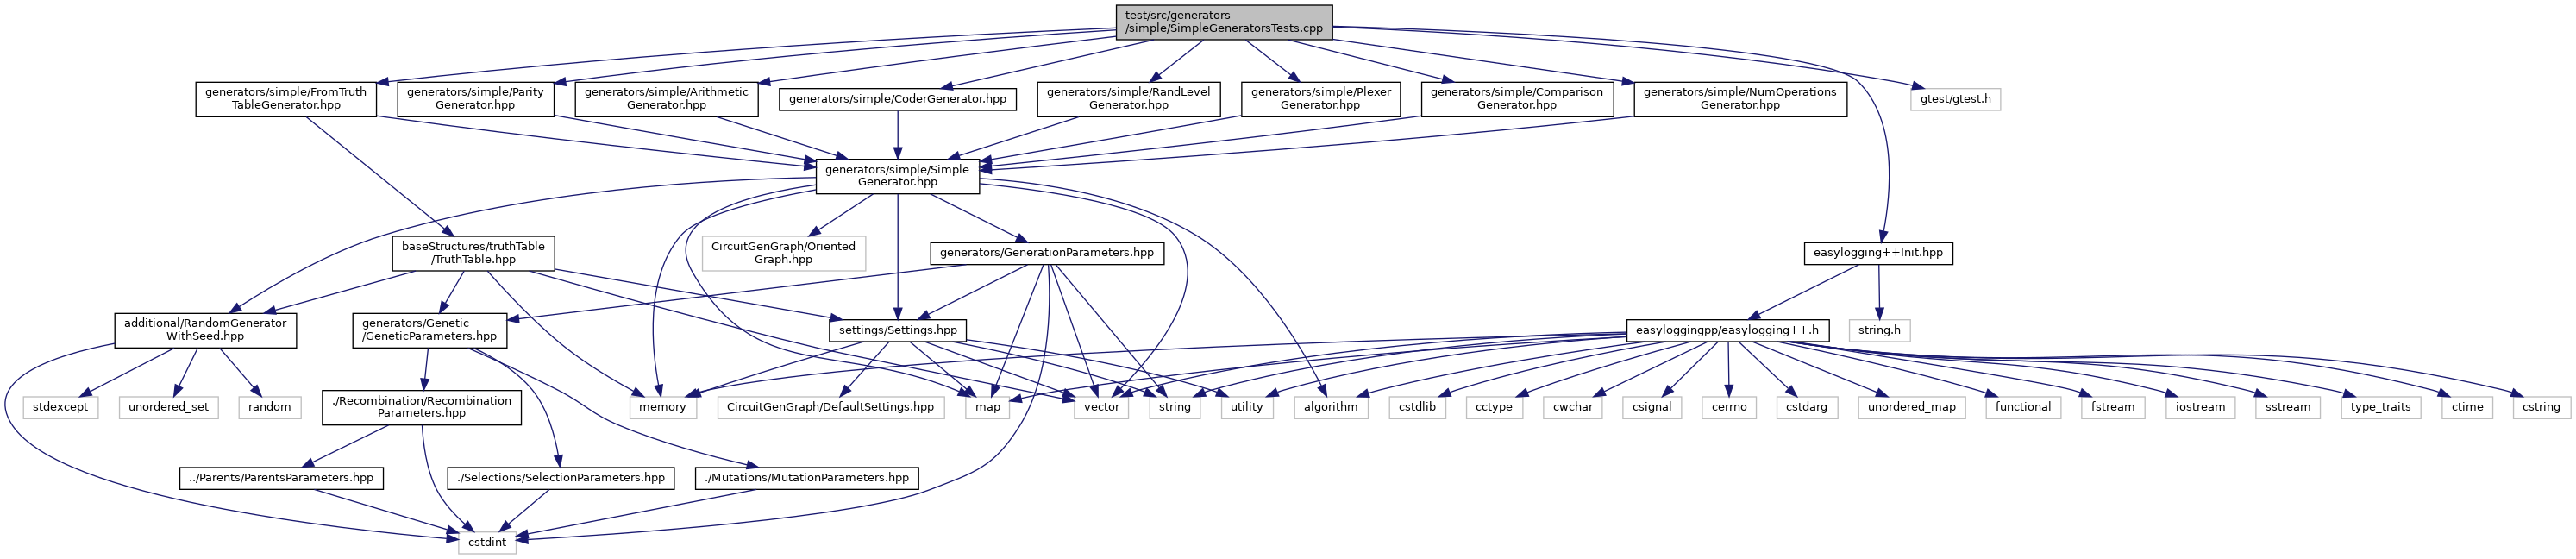 test/src/generators
/simple/SimpleGeneratorsTests.cpp
generators/simple/FromTruth
TableGenerator.hpp
generators/simple/Parity
Generator.hpp
generators/simple/Arithmetic
Generator.hpp
generators/simple/CoderGenerator.hpp
generators/simple/RandLevel
Generator.hpp
generators/simple/Plexer
Generator.hpp
generators/simple/Comparison
Generator.hpp
generators/simple/NumOperations
Generator.hpp
gtest/gtest.h
generators/simple/Simple
Generator.hpp
baseStructures/truthTable
/TruthTable.hpp
CircuitGenGraph/Oriented
Graph.hpp
generators/GenerationParameters.hpp
easylogging++Init.hpp
additional/RandomGenerator
WithSeed.hpp
generators/Genetic
/GeneticParameters.hpp
settings/Settings.hpp
easyloggingpp/easylogging++.h
string.h
stdexcept
unordered_set
random
./Recombination/Recombination
Parameters.hpp
memory
CircuitGenGraph/DefaultSettings.hpp
map
vector
string
utility
algorithm
cstdlib
cctype
cwchar
csignal
cerrno
cstdarg
unordered_map
functional
fstream
iostream
sstream
type_traits
ctime
cstring
../Parents/ParentsParameters.hpp
./Selections/SelectionParameters.hpp
./Mutations/MutationParameters.hpp
cstdint